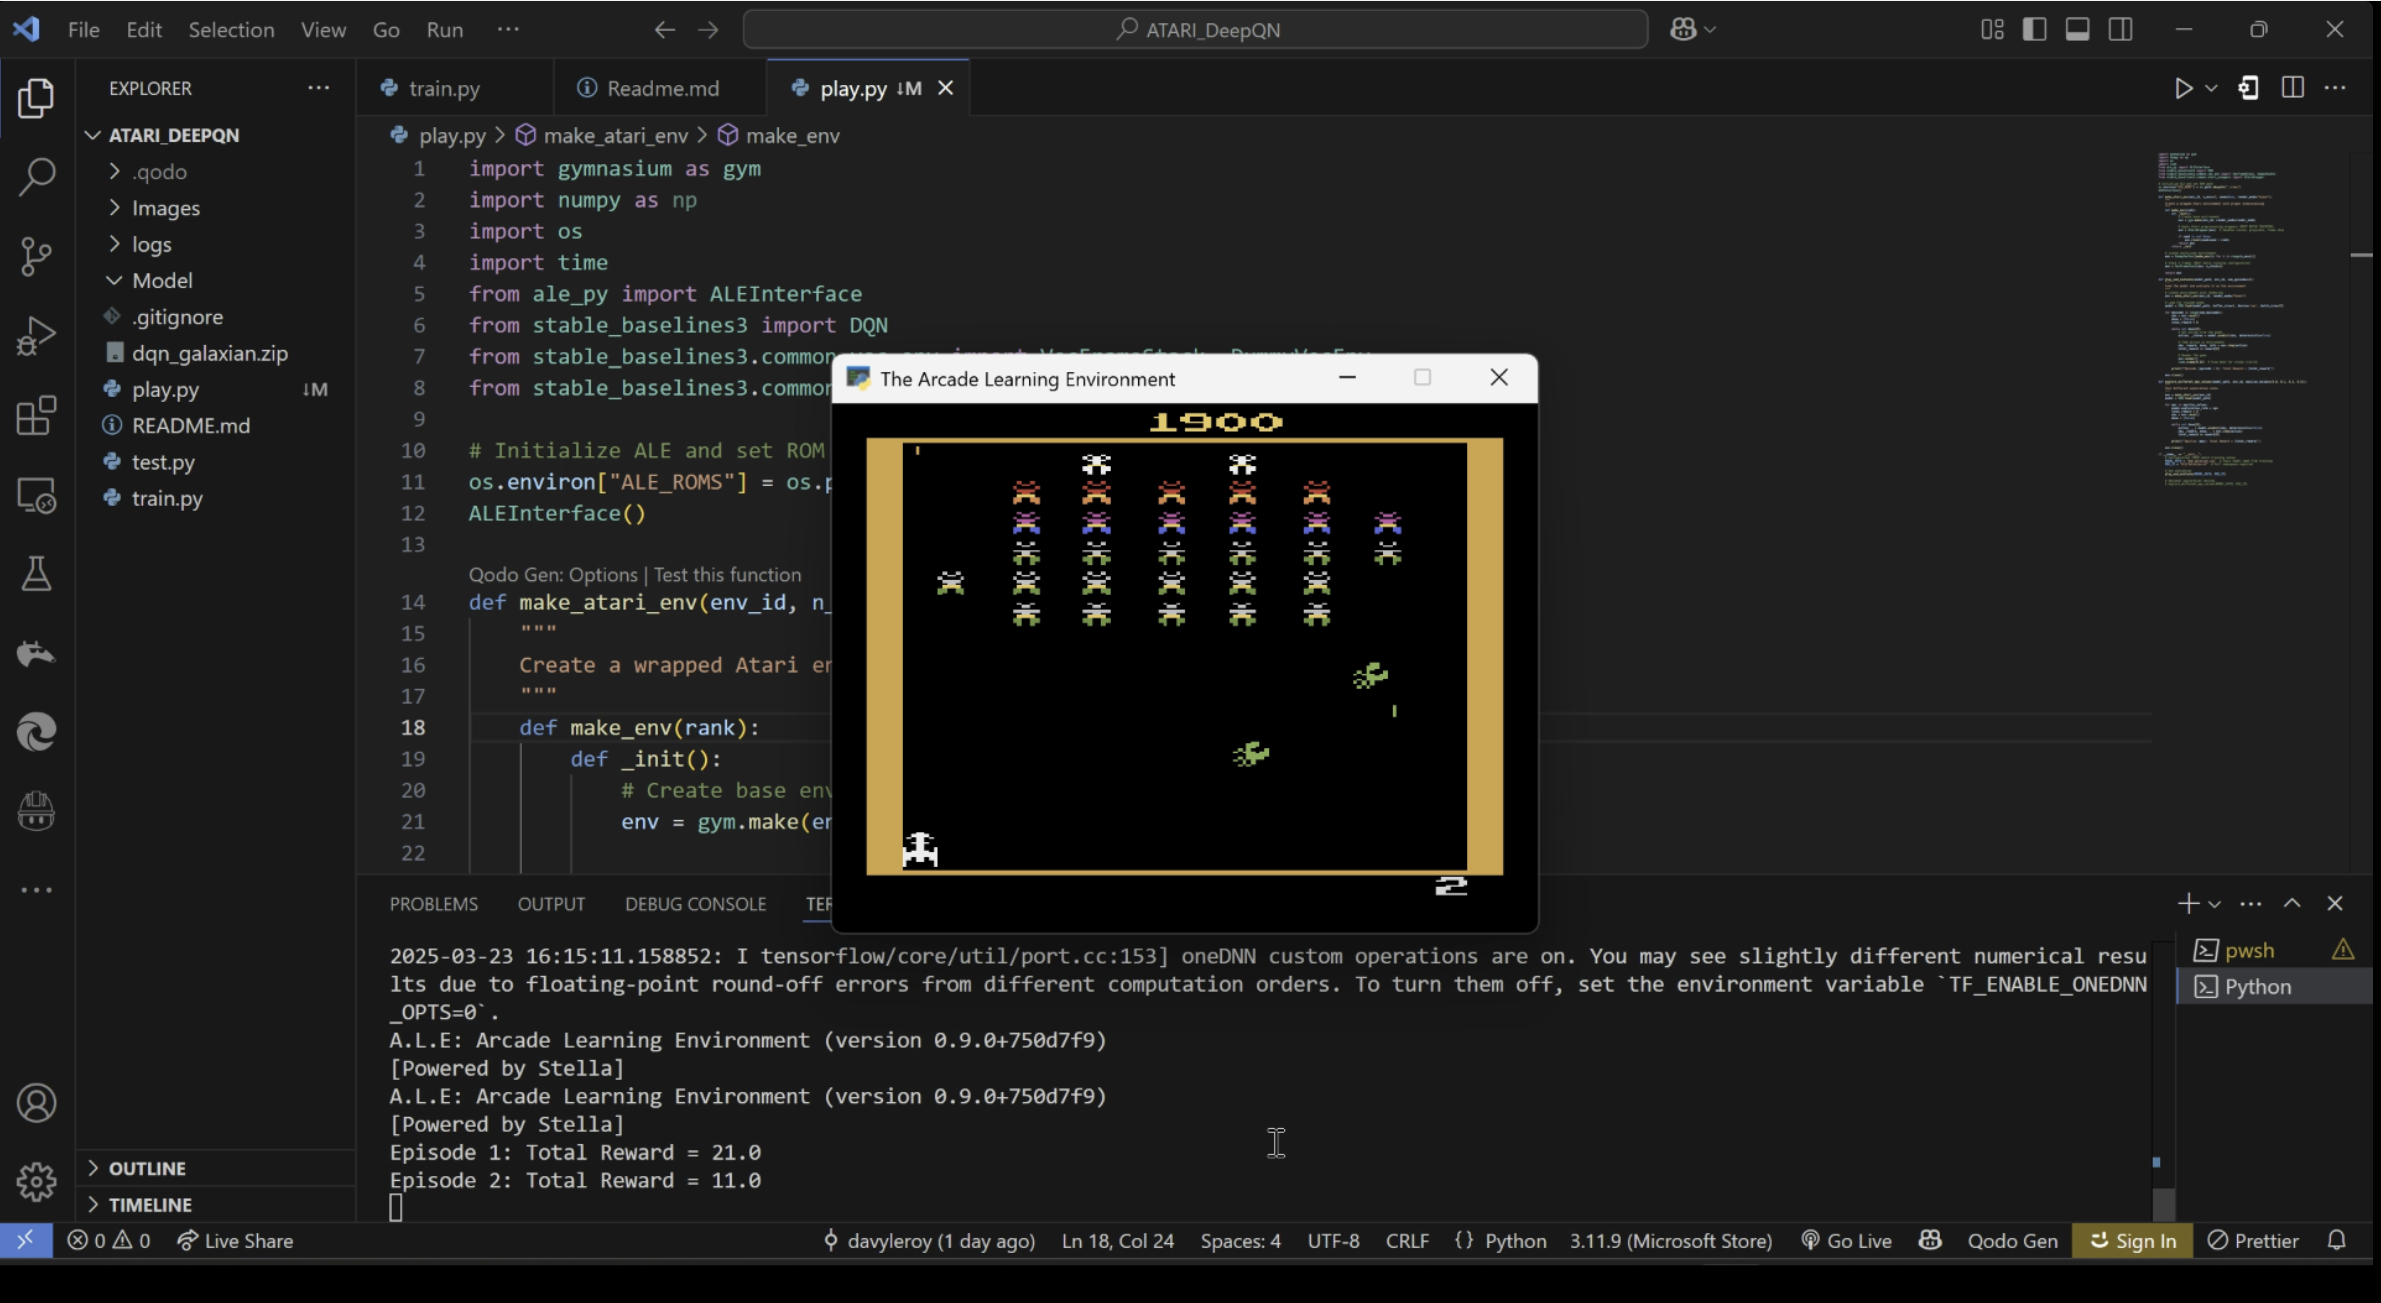 File Edit Selection View Go Run ··· ATARI_DeepQN
EXPLORER ···
ATARI_DEEPQN
.qodo
Images
logs
Model
.gitignore
dqn_galaxian.zip
play.py ↓M
README.md
test.py
train.py
OUTLINE
TIMELINE
train.py Readme.md play.py ↓M
play.py > make_atari_env > make_env
1 import gymnasium as gym
2 import numpy as np
3 import os
4 import time
5 from ale_py import ALEInterface
6 from stable_baselines3 import DQN
7 from stable_baselines3.common
8 from stable_baselines3.common
9
10 # Initialize ALE and set ROM
11 os.environ["ALE_ROMS"] = os.p
12 ALEInterface()
13
Qodo Gen: Options | Test this function
14 def make_atari_env(env_id, n_
15 """
16 Create a wrapped Atari en
17 """
18 def make_env(rank):
19 def _init():
20 # Create base env
21 env = gym.make(en
22
The Arcade Learning Environment
1900
2
PROBLEMS OUTPUT DEBUG CONSOLE TER
2025-03-23 16:15:11.158852: I tensorflow/core/util/port.cc:153] oneDNN custom operations are on. You may see slightly different numerical resu
lts due to floating-point round-off errors from different computation orders. To turn them off, set the environment variable `TF_ENABLE_ONEDNN
_OPTS=0`.
A.L.E: Arcade Learning Environment (version 0.9.0+750d7f9)
[Powered by Stella]
A.L.E: Arcade Learning Environment (version 0.9.0+750d7f9)
[Powered by Stella]
Episode 1: Total Reward = 21.0
Episode 2: Total Reward = 11.0
pwsh
Python
0 0 Live Share davyleroy (1 day ago) Ln 18, Col 24 Spaces: 4 UTF-8 CRLF {} Python 3.11.9 (Microsoft Store) Go Live Qodo Gen Sign In Prettier